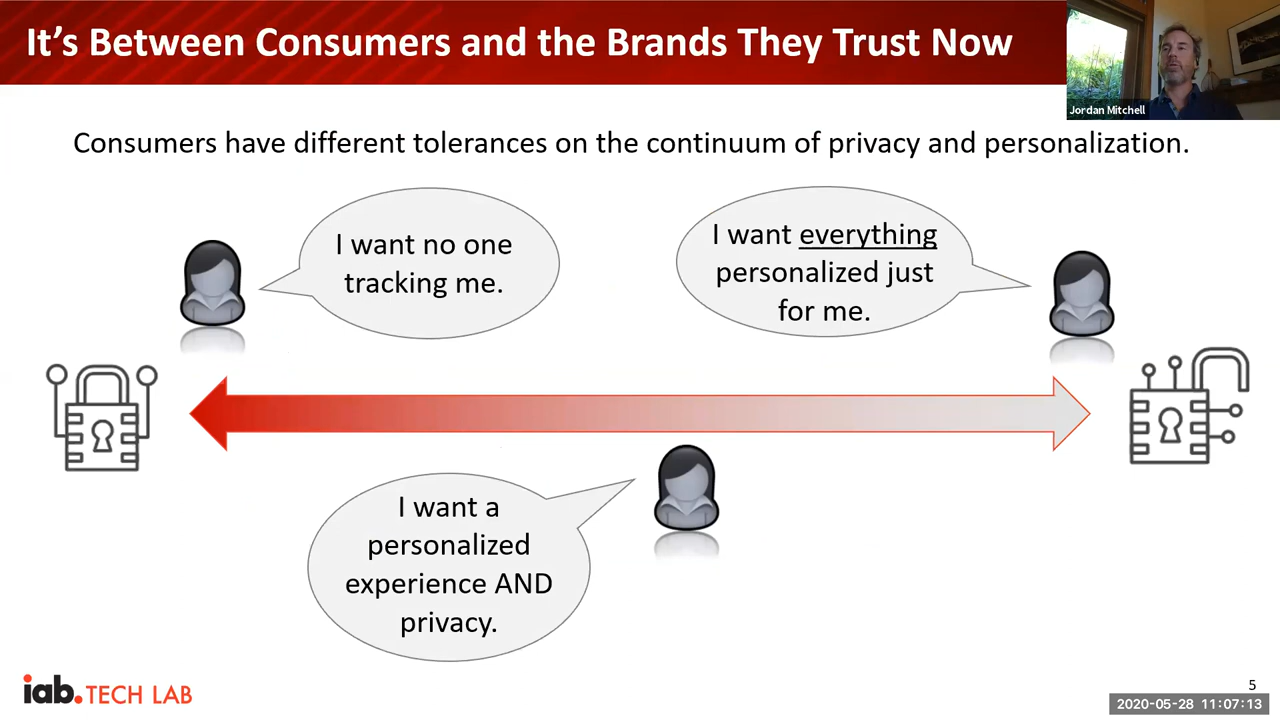 It's Between Consumers and the Brands They Trust Now
Jordan Mitchell
Consumers have different tolerances on the continuum of privacy and personalization.
I want no one
tracking me.
I want everything
personalized just
for me.
I want a
personalized
experience AND
privacy.
iab.TECH LAB
5
2020-05-28 11:07:13